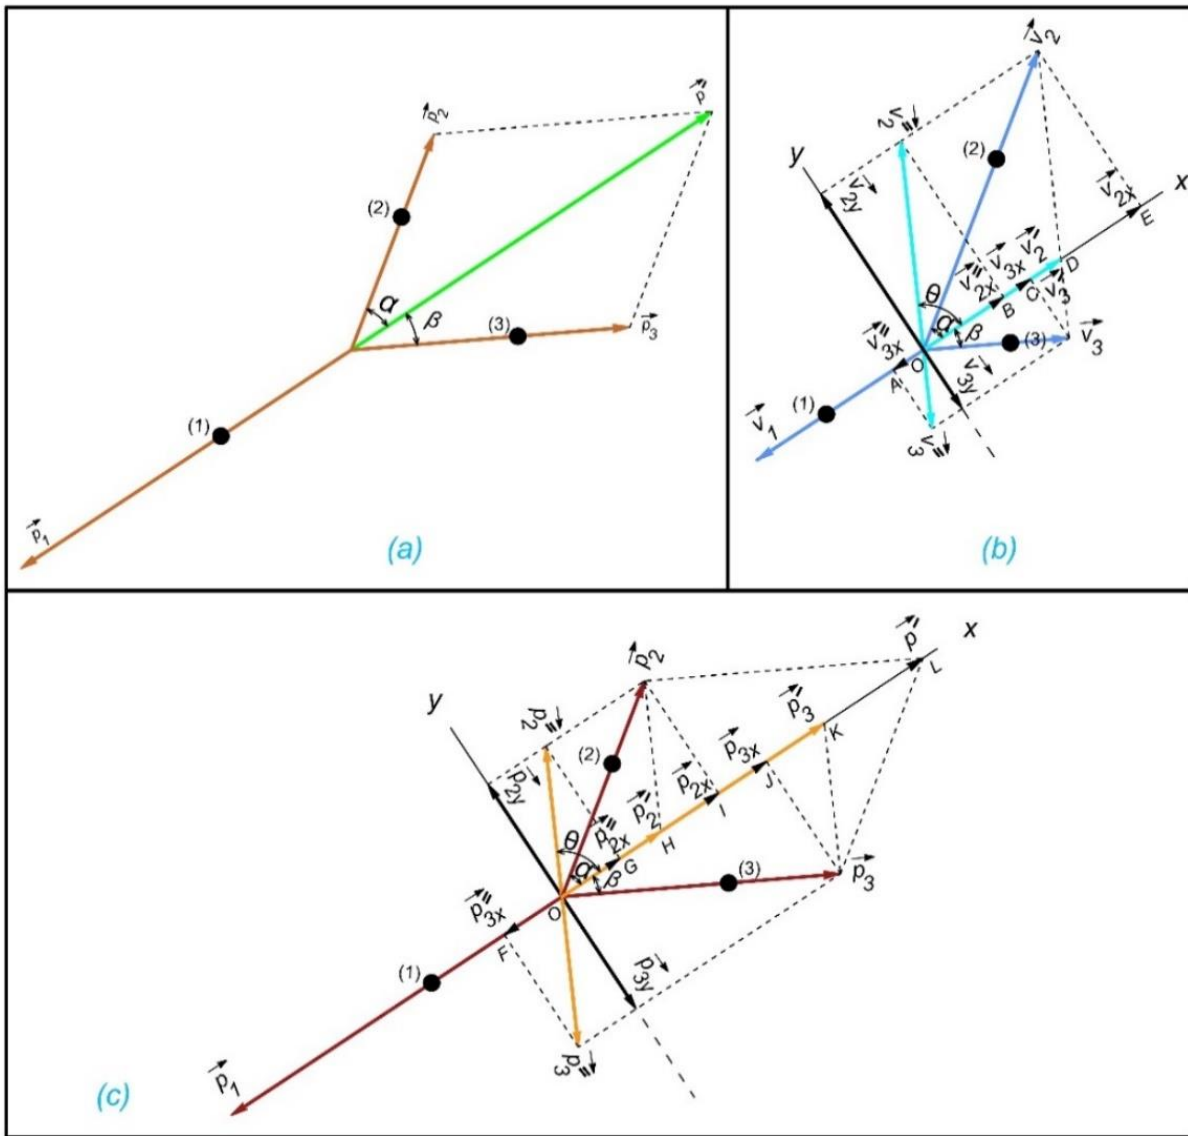 p⃗₁
(1)
(2)
p⃗₂
α
β
(3)
p⃗₃
p⃗″
(a)
y
x
v⃗₁
(1)
(2)
v⃗₂
v⃗″₂
v⃗₂y
θ
α
β
v⃗″₂x
v⃗₃x
v⃗′₂
v⃗′₃
v⃗₂x
A
O
B
C
D
E
v⃗″₃x
v⃗₃y
(3)
v⃗₃
v⃗″₃
(b)
y
x
p⃗₁
(1)
(2)
p⃗₂
p⃗″₂
p⃗₂y
θ
α
β
p⃗″₂x
p⃗′₂
p⃗₂x
p⃗₃x
p⃗′₃
p⃗″
F
O
G
H
I
J
K
L
p⃗″₃x
p⃗₃y
(3)
p⃗₃
p⃗″₃
(c)